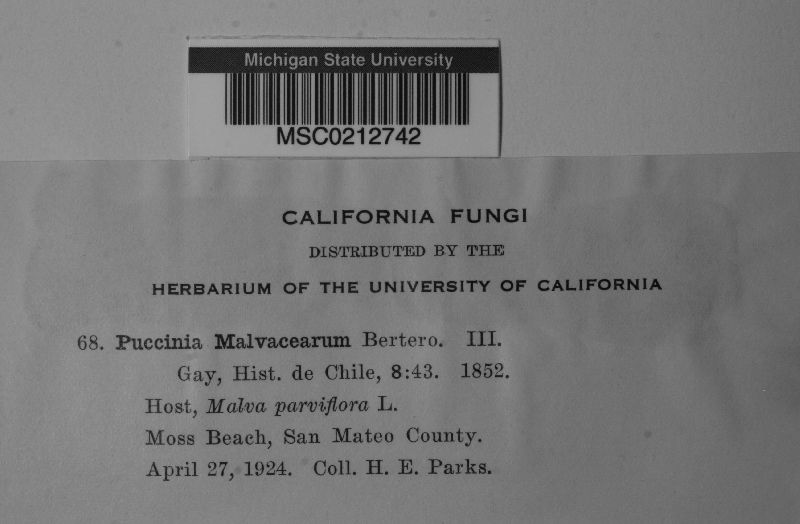 Michigan State University
MSC0212742
CALIFORNIA FUNGI
DISTRIBUTED BY THE
HERBARIUM OF THE UNIVERSITY OF CALIFORNIA
68. Puccinia Malvacearum Bertero. III.
Gay, Hist. de Chile, 8:43. 1852.
Host, Malva parviflora L.
Moss Beach, San Mateo County.
April 27, 1924. Coll. H. E. Parks.